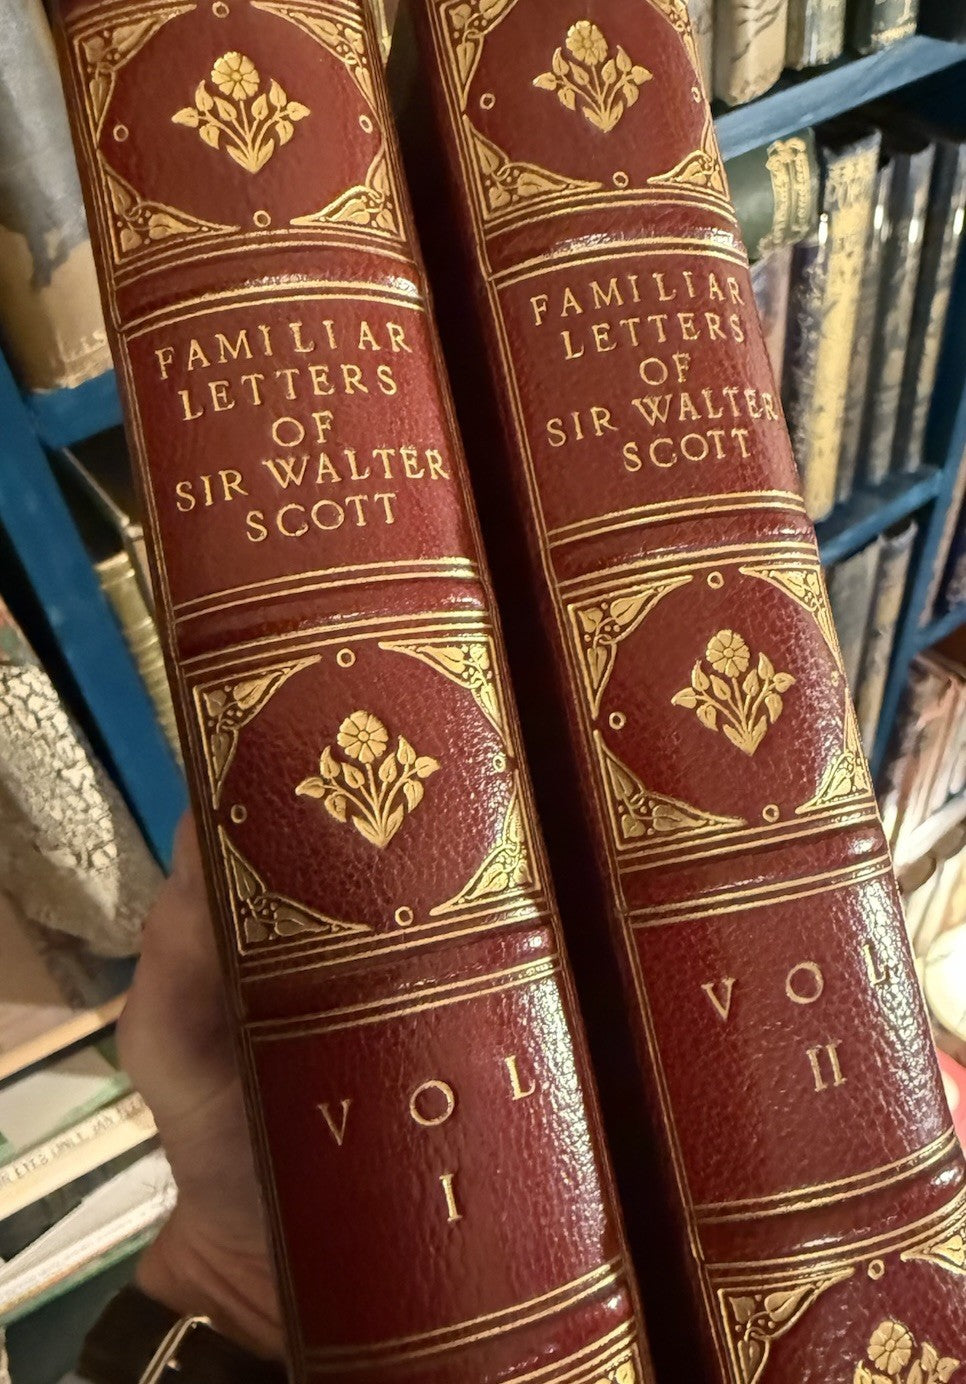 FAMILIAR
LETTERS
OF
SIR WALTER
SCOTT
VOL
I
FAMILIAR
LETTERS
OF
SIR WALTER
SCOTT
VOL
II